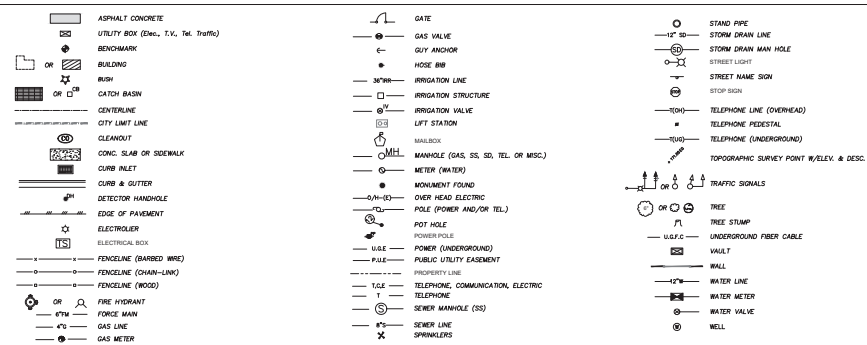 ASPHALT CONCRETE
UTILITY BOX (Elec., T.V., Tel. Traffic)
BENCHMARK
OR BUILDING
BUSH
OR CB CATCH BASIN
CENTERLINE
CITY LIMIT LINE
CO CLEANOUT
CONC. SLAB OR SIDEWALK
CURB INLET
CURB & GUTTER
DH DETECTOR HANDHOLE
EDGE OF PAVEMENT
ELECTROLIER
TS ELECTRICAL BOX
FENCELINE (BARBED WIRE)
FENCELINE (CHAIN-LINK)
FENCELINE (WOOD)
OR FIRE HYDRANT
6"FM FORCE MAIN
4"G GAS LINE
GAS METER
GATE
GAS VALVE
GUY ANCHOR
HOSE BIB
36"IRR IRRIGATION LINE
IRRIGATION STRUCTURE
IV IRRIGATION VALVE
LIFT STATION
MAILBOX
MH MANHOLE (GAS, SS, SD, TEL. OR MISC.)
METER (WATER)
MONUMENT FOUND
O/H-(E) OVER HEAD ELECTRIC
POLE (POWER AND/OR TEL.)
POT HOLE
POWER POLE
U.G.E POWER (UNDERGROUND)
P.U.E PUBLIC UTILITY EASEMENT
PROPERTY LINE
T,C,E TELEPHONE, COMMUNICATION, ELECTRIC
T TELEPHONE
S SEWER MANHOLE (SS)
8"S SEWER LINE
SPRINKLERS
STAND PIPE
12" SD STORM DRAIN LINE
SD STORM DRAIN MAN HOLE
STREET LIGHT
STREET NAME SIGN
STOP STOP SIGN
T(OH) TELEPHONE LINE (OVERHEAD)
TELEPHONE PEDESTAL
T(UG) TELEPHONE (UNDERGROUND)
TOPOGRAPHIC SURVEY POINT W/ELEV. & DESC.
OR TRAFFIC SIGNALS
OR TREE
TREE STUMP
U.G.F.C UNDERGROUND FIBER CABLE
VAULT
WALL
12"W WATER LINE
WATER METER
WATER VALVE
W WELL